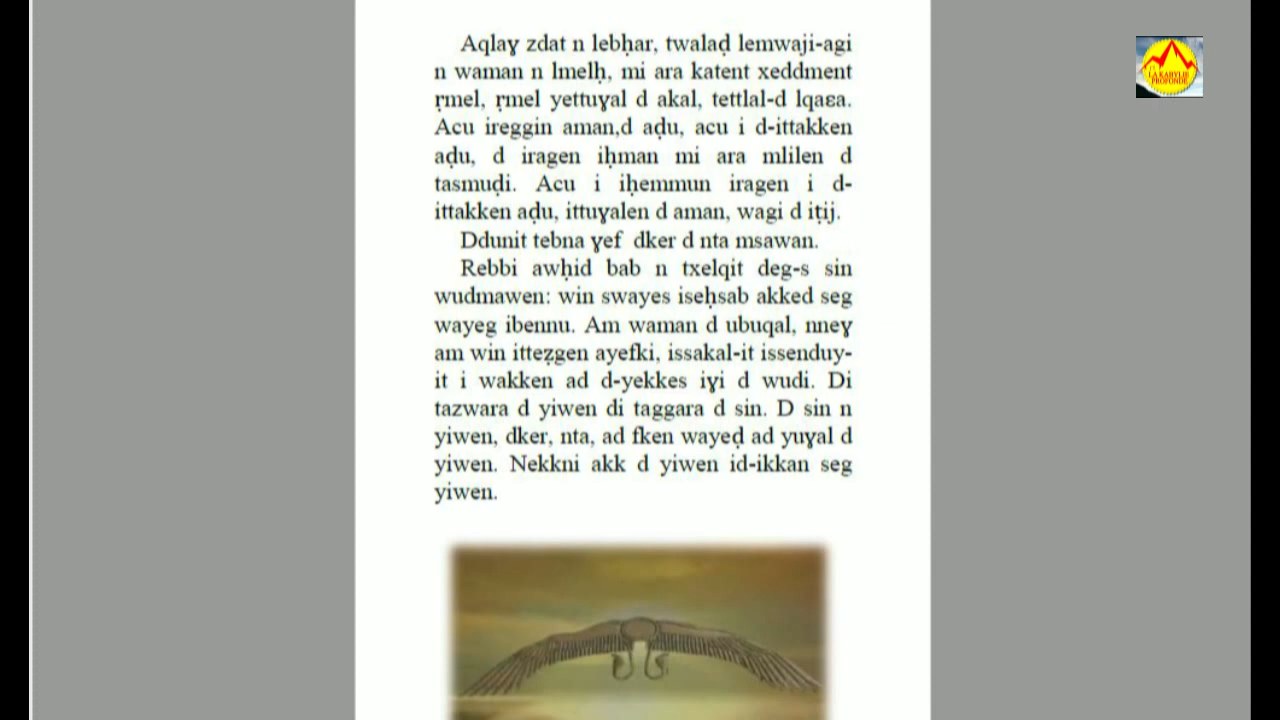 Aqlaɣ zdat n lebḥar, twalaḍ lemwaji-agi
n waman n lmelḥ, mi ara katent xeddment
ṛmel, ṛmel yettuɣal d akal, tettlal-d lqaɛa.
Acu ireggin aman,d aḍu, acu i d-ittakken
aḍu, d iragen iḥman mi ara mlilen d
tasmuḍi. Acu i iḥemmun iragen i d-
ittakken aḍu, ittuɣalen d aman, wagi d iṭij.
Ddunit tebna ɣef dker d nta msawan.
Rebbi awḥid bab n txelqit deg-s sin
wudmawen: win swayes iseḥsab akked seg
wayeg ibennu. Am waman d ubuqal, nneɣ
am win itteẓgen ayefki, issakal-it issenduy-
it i wakken ad d-yekkes iɣi d wudi. Di
tazwara d yiwen di taggara d sin. D sin n
yiwen, dker, nta, ad fken wayeḍ ad yuɣal d
yiwen. Nekkni akk d yiwen id-ikkan seg
yiwen.
LA KABYLIE
PROFONDE